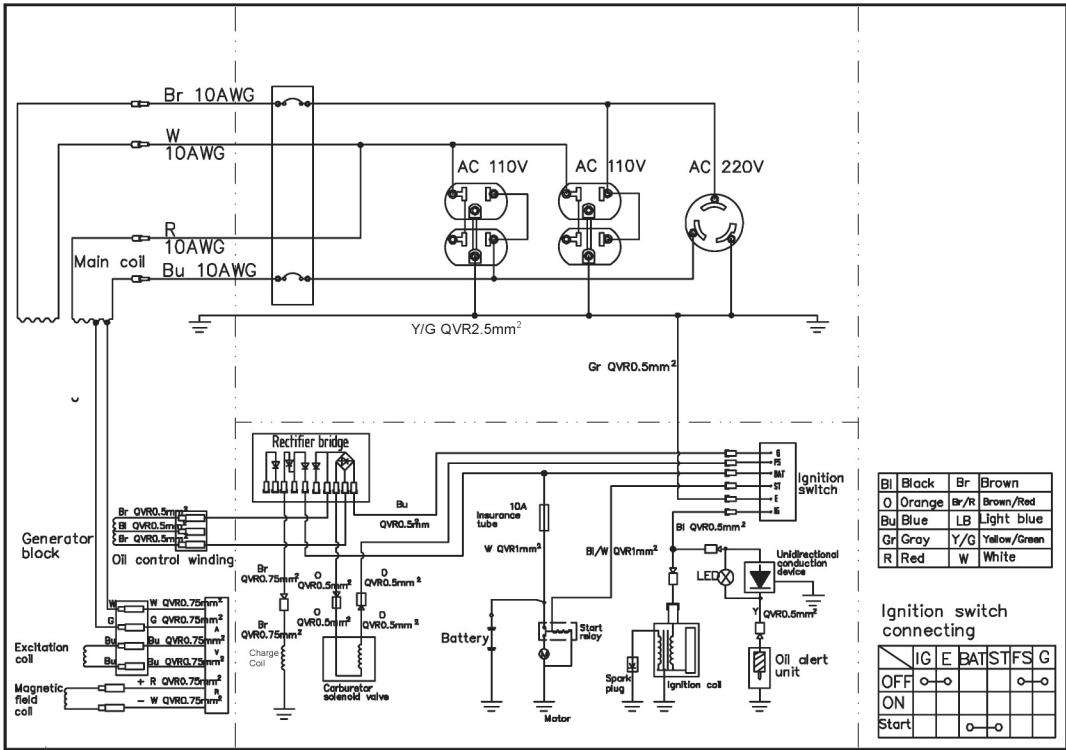 Br 10AWG
W
10AWG
AC 110V
AC 110V
AC 220V
R
10AWG
Main coil
Bu 10AWG
Y/G QVR2.5mm²
Gr QVR0.5mm²
Rectifier bridge
G
FS
BAT
ST
E
IG
Ignition
switch
Bu
QVR0.5mm
10A
Insurance
tube
W QVR1mm²
Bl QVR0.5mm²
Bl/W QVR1mm²
Br QVR0.5mm²
Bl QVR0.5mm²
Br QVR0.5mm²
Oil control winding
Generator
block
Br
QVR0.75mm²
O
QVR0.5mm²
D
QVR0.5mm²
Br
QVR0.75mm²
O
QVR0.5mm²
D
QVR0.5mm²
Charge
Coil
Carburetor
solenoid valve
Battery
Start
relay
Motor
Spark
plug
Ignition coil
LED
Unidirectional
conduction
device
Y
QVR0.5mm²
Oil alert
unit
W W QVR0.75mm²
G G QVR0.75mm²
Bu Bu QVR0.75mm²
Bu Bu QVR0.75mm²
+ R QVR0.75mm²
− W QVR0.75mm²
A
V
R
Excitation
coil
Magnetic
field
coil
Bl Black Br Brown
O Orange Br/R Brown/Red
Bu Blue LB Light blue
Gr Gray Y/G Yellow/Green
R Red W White
Ignition switch
connecting
IG E BAT ST FS G
OFF
ON
Start